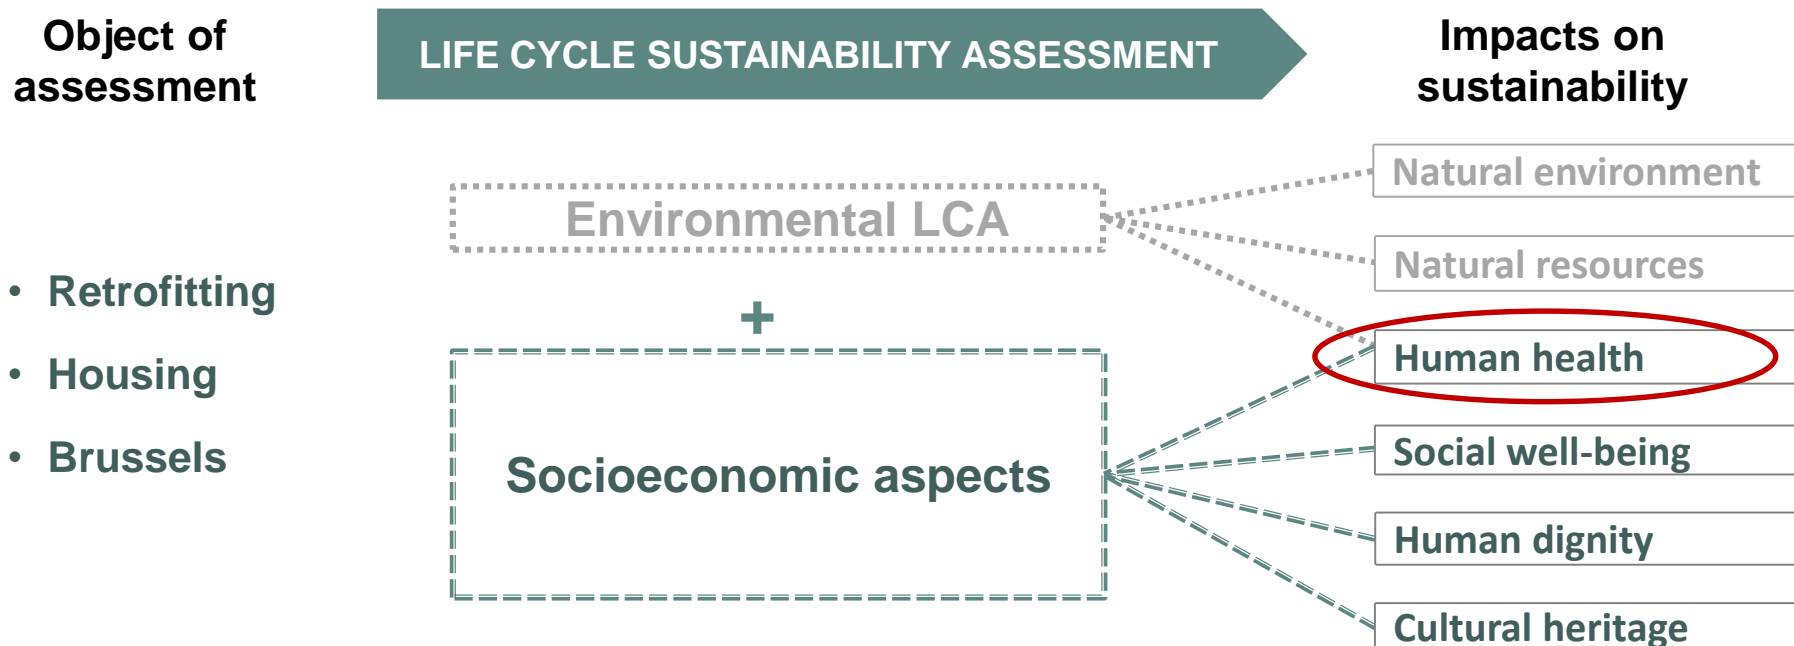 Object of
assessment
LIFE CYCLE SUSTAINABILITY ASSESSMENT
Impacts on
sustainability
• Retrofitting
• Housing
• Brussels
Environmental LCA
+
Socioeconomic aspects
Natural environment
Natural resources
Human health
Social well-being
Human dignity
Cultural heritage